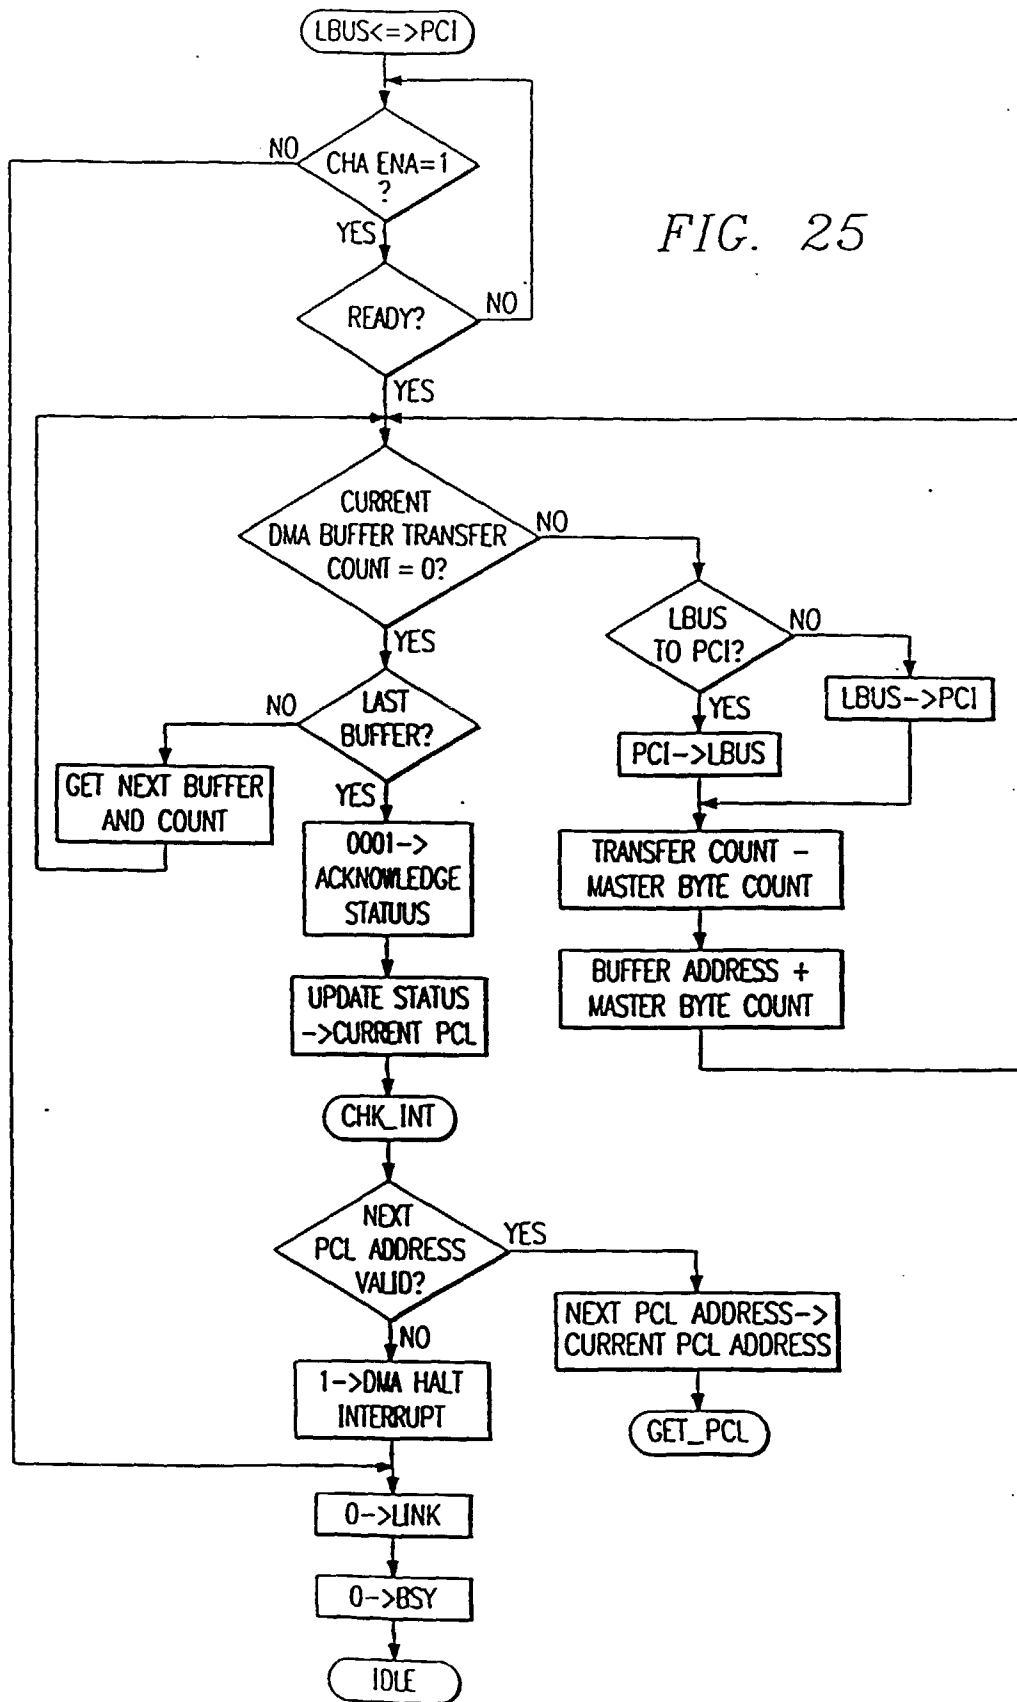 LBUS<=>PCI
NO
CHA ENA=1
?
YES
FIG. 25
READY?
NO
YES
CURRENT
DMA BUFFER TRANSFER
COUNT = 0?
NO
YES
LBUS
TO PCI?
NO
LBUS->PCI
YES
PCI->LBUS
NO
LAST
BUFFER?
GET NEXT BUFFER
AND COUNT
YES
0001->
ACKNOWLEDGE
STATUUS
TRANSFER COUNT -
MASTER BYTE COUNT
UPDATE STATUS
->CURRENT PCL
BUFFER ADDRESS +
MASTER BYTE COUNT
CHK_INT
NEXT
PCL ADDRESS
VALID?
YES
NEXT PCL ADDRESS->
CURRENT PCL ADDRESS
NO
1->DMA HALT
INTERRUPT
GET_PCL
0->LINK
0->BSY
IDLE